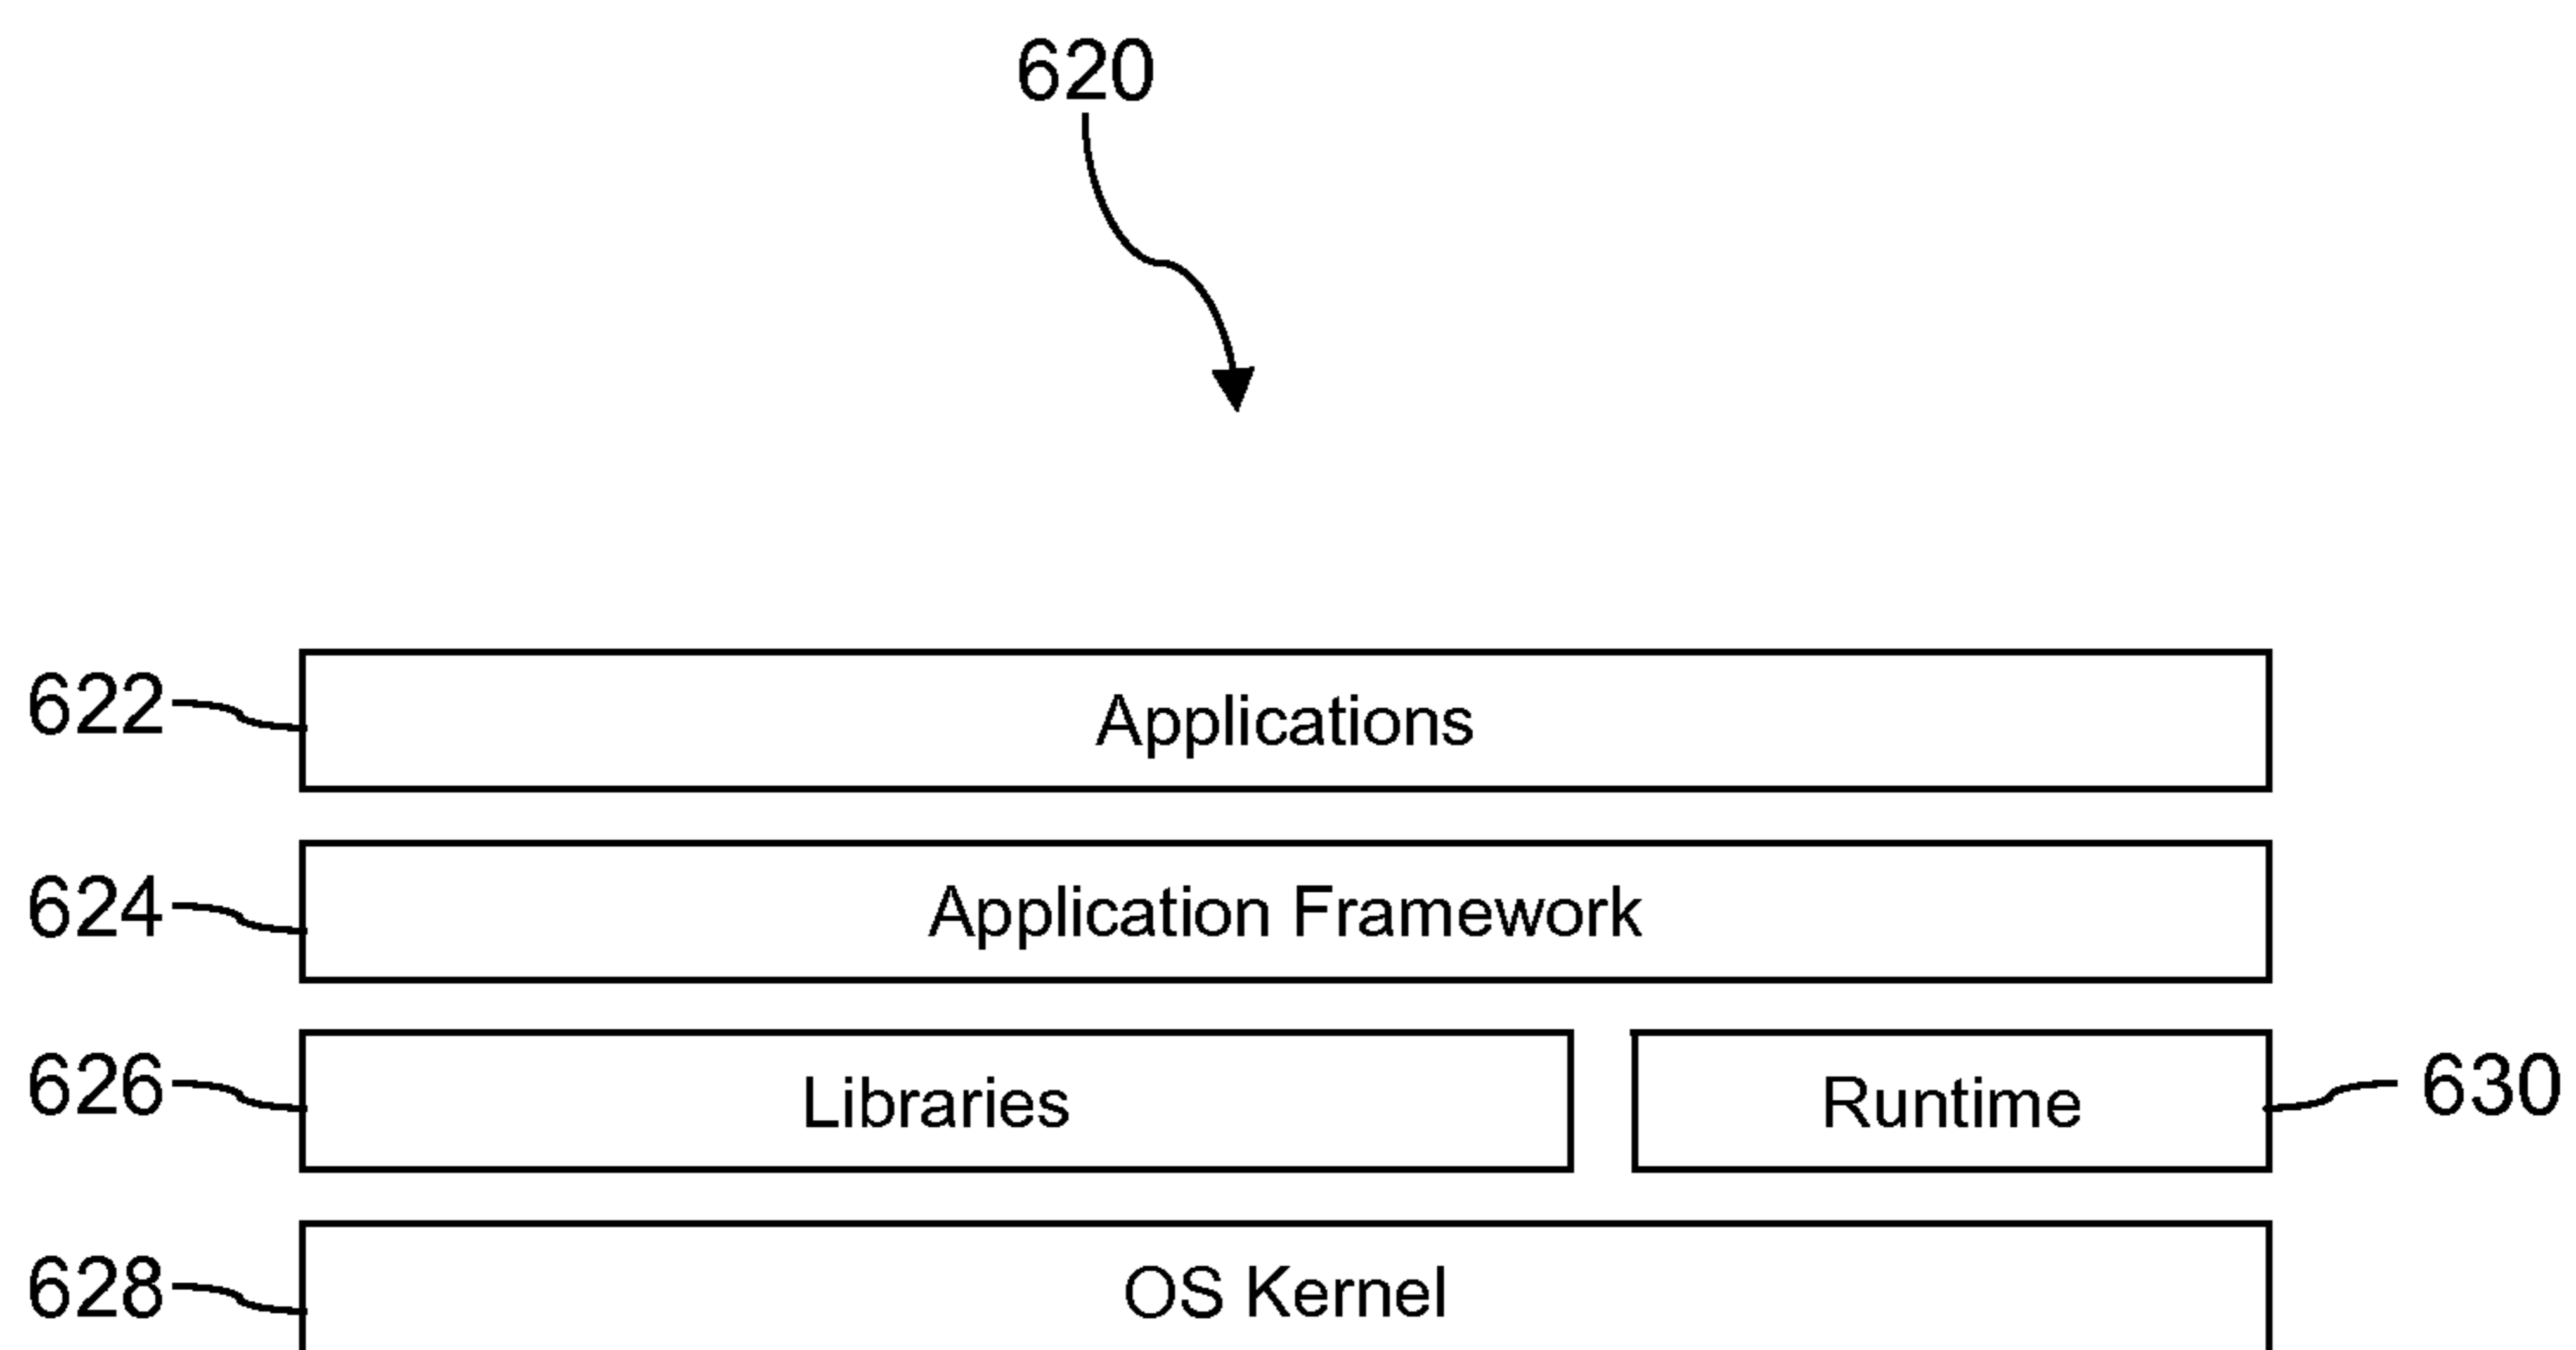 620
622 Applications
624 Application Framework
626 Libraries Runtime 630
628 OS Kernel